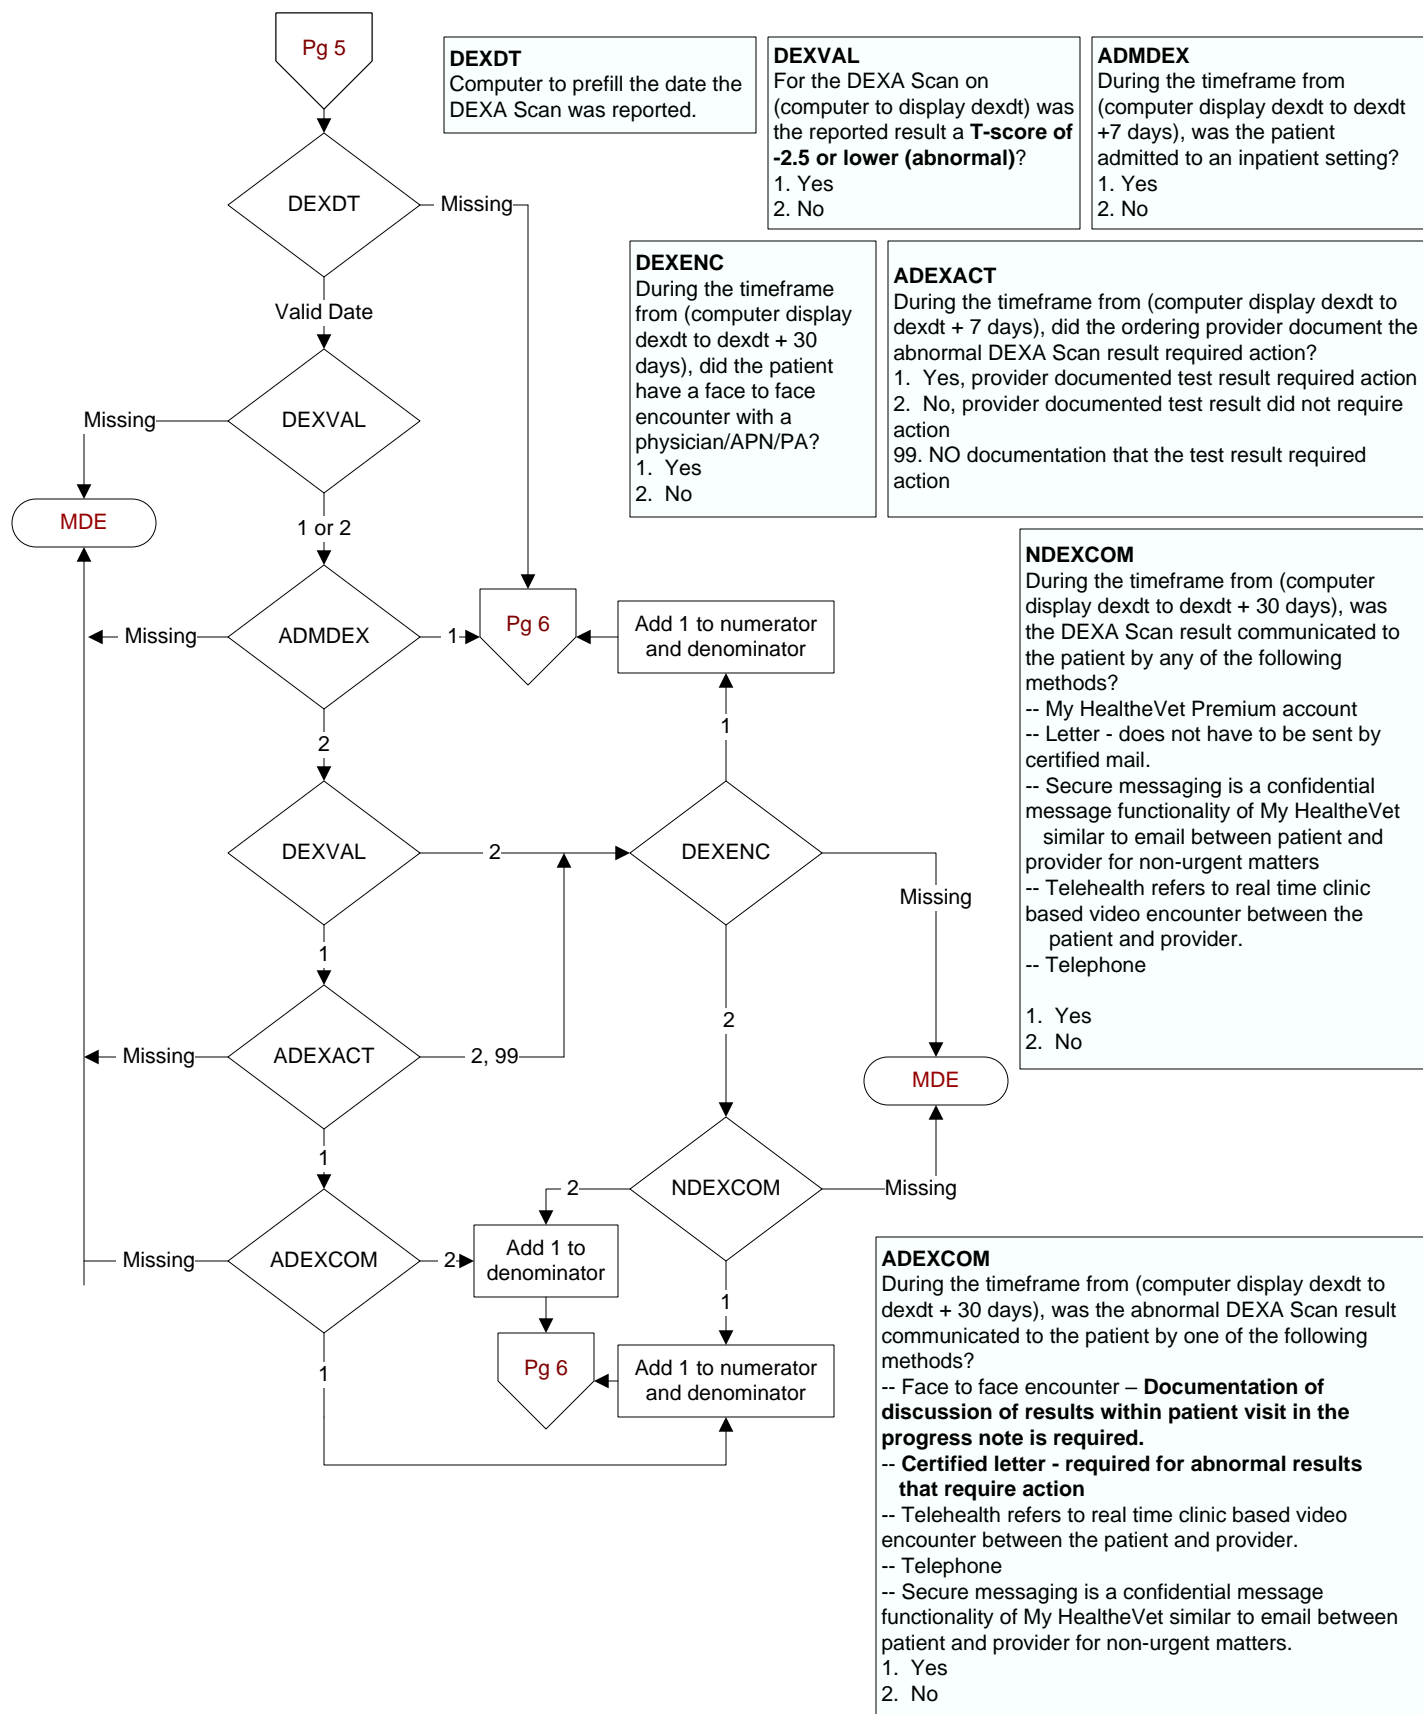 Pg 5
DEXDT
Computer to prefill the date the
DEXA Scan was reported.
DEXVAL
For the DEXA Scan on
(computer to display dexdt) was
the reported result a T-score of
-2.5 or lower (abnormal)?
1. Yes
2. No
ADMDEX
During the timeframe from
(computer display dexdt to dexdt
+7 days), was the patient
admitted to an inpatient setting?
1. Yes
2. No
DEXDT
Missing
Valid Date
DEXENC
During the timeframe
from (computer display
dexdt to dexdt + 30
days), did the patient
have a face to face
encounter with a
physician/APN/PA?
1. Yes
2. No
ADEXACT
During the timeframe from (computer display dexdt to
dexdt + 7 days), did the ordering provider document the
abnormal DEXA Scan result required action?
1. Yes, provider documented test result required action
2. No, provider documented test result did not require
action
99. NO documentation that the test result required
action
Missing
DEXVAL
MDE
1 or 2
NDEXCOM
During the timeframe from (computer
display dexdt to dexdt + 30 days), was
the DEXA Scan result communicated to
the patient by any of the following
methods?
-- My HealtheVet Premium account
-- Letter - does not have to be sent by
certified mail.
-- Secure messaging is a confidential
message functionality of My HealtheVet
similar to email between patient and
provider for non-urgent matters
-- Telehealth refers to real time clinic
based video encounter between the
patient and provider.
-- Telephone
1. Yes
2. No
Missing
ADMDEX
1
Pg 6
Add 1 to numerator
and denominator
2
1
DEXVAL
2
DEXENC
Missing
1
2
Missing
ADEXACT
2, 99
MDE
1
2
NDEXCOM
Missing
Missing
ADEXCOM
2
Add 1 to
denominator
1
1
Pg 6
Add 1 to numerator
and denominator
ADEXCOM
During the timeframe from (computer display dexdt to
dexdt + 30 days), was the abnormal DEXA Scan result
communicated to the patient by one of the following
methods?
-- Face to face encounter – Documentation of
discussion of results within patient visit in the
progress note is required.
-- Certified letter - required for abnormal results
that require action
-- Telehealth refers to real time clinic based video
encounter between the patient and provider.
-- Telephone
-- Secure messaging is a confidential message
functionality of My HealtheVet similar to email between
patient and provider for non-urgent matters.
1. Yes
2. No